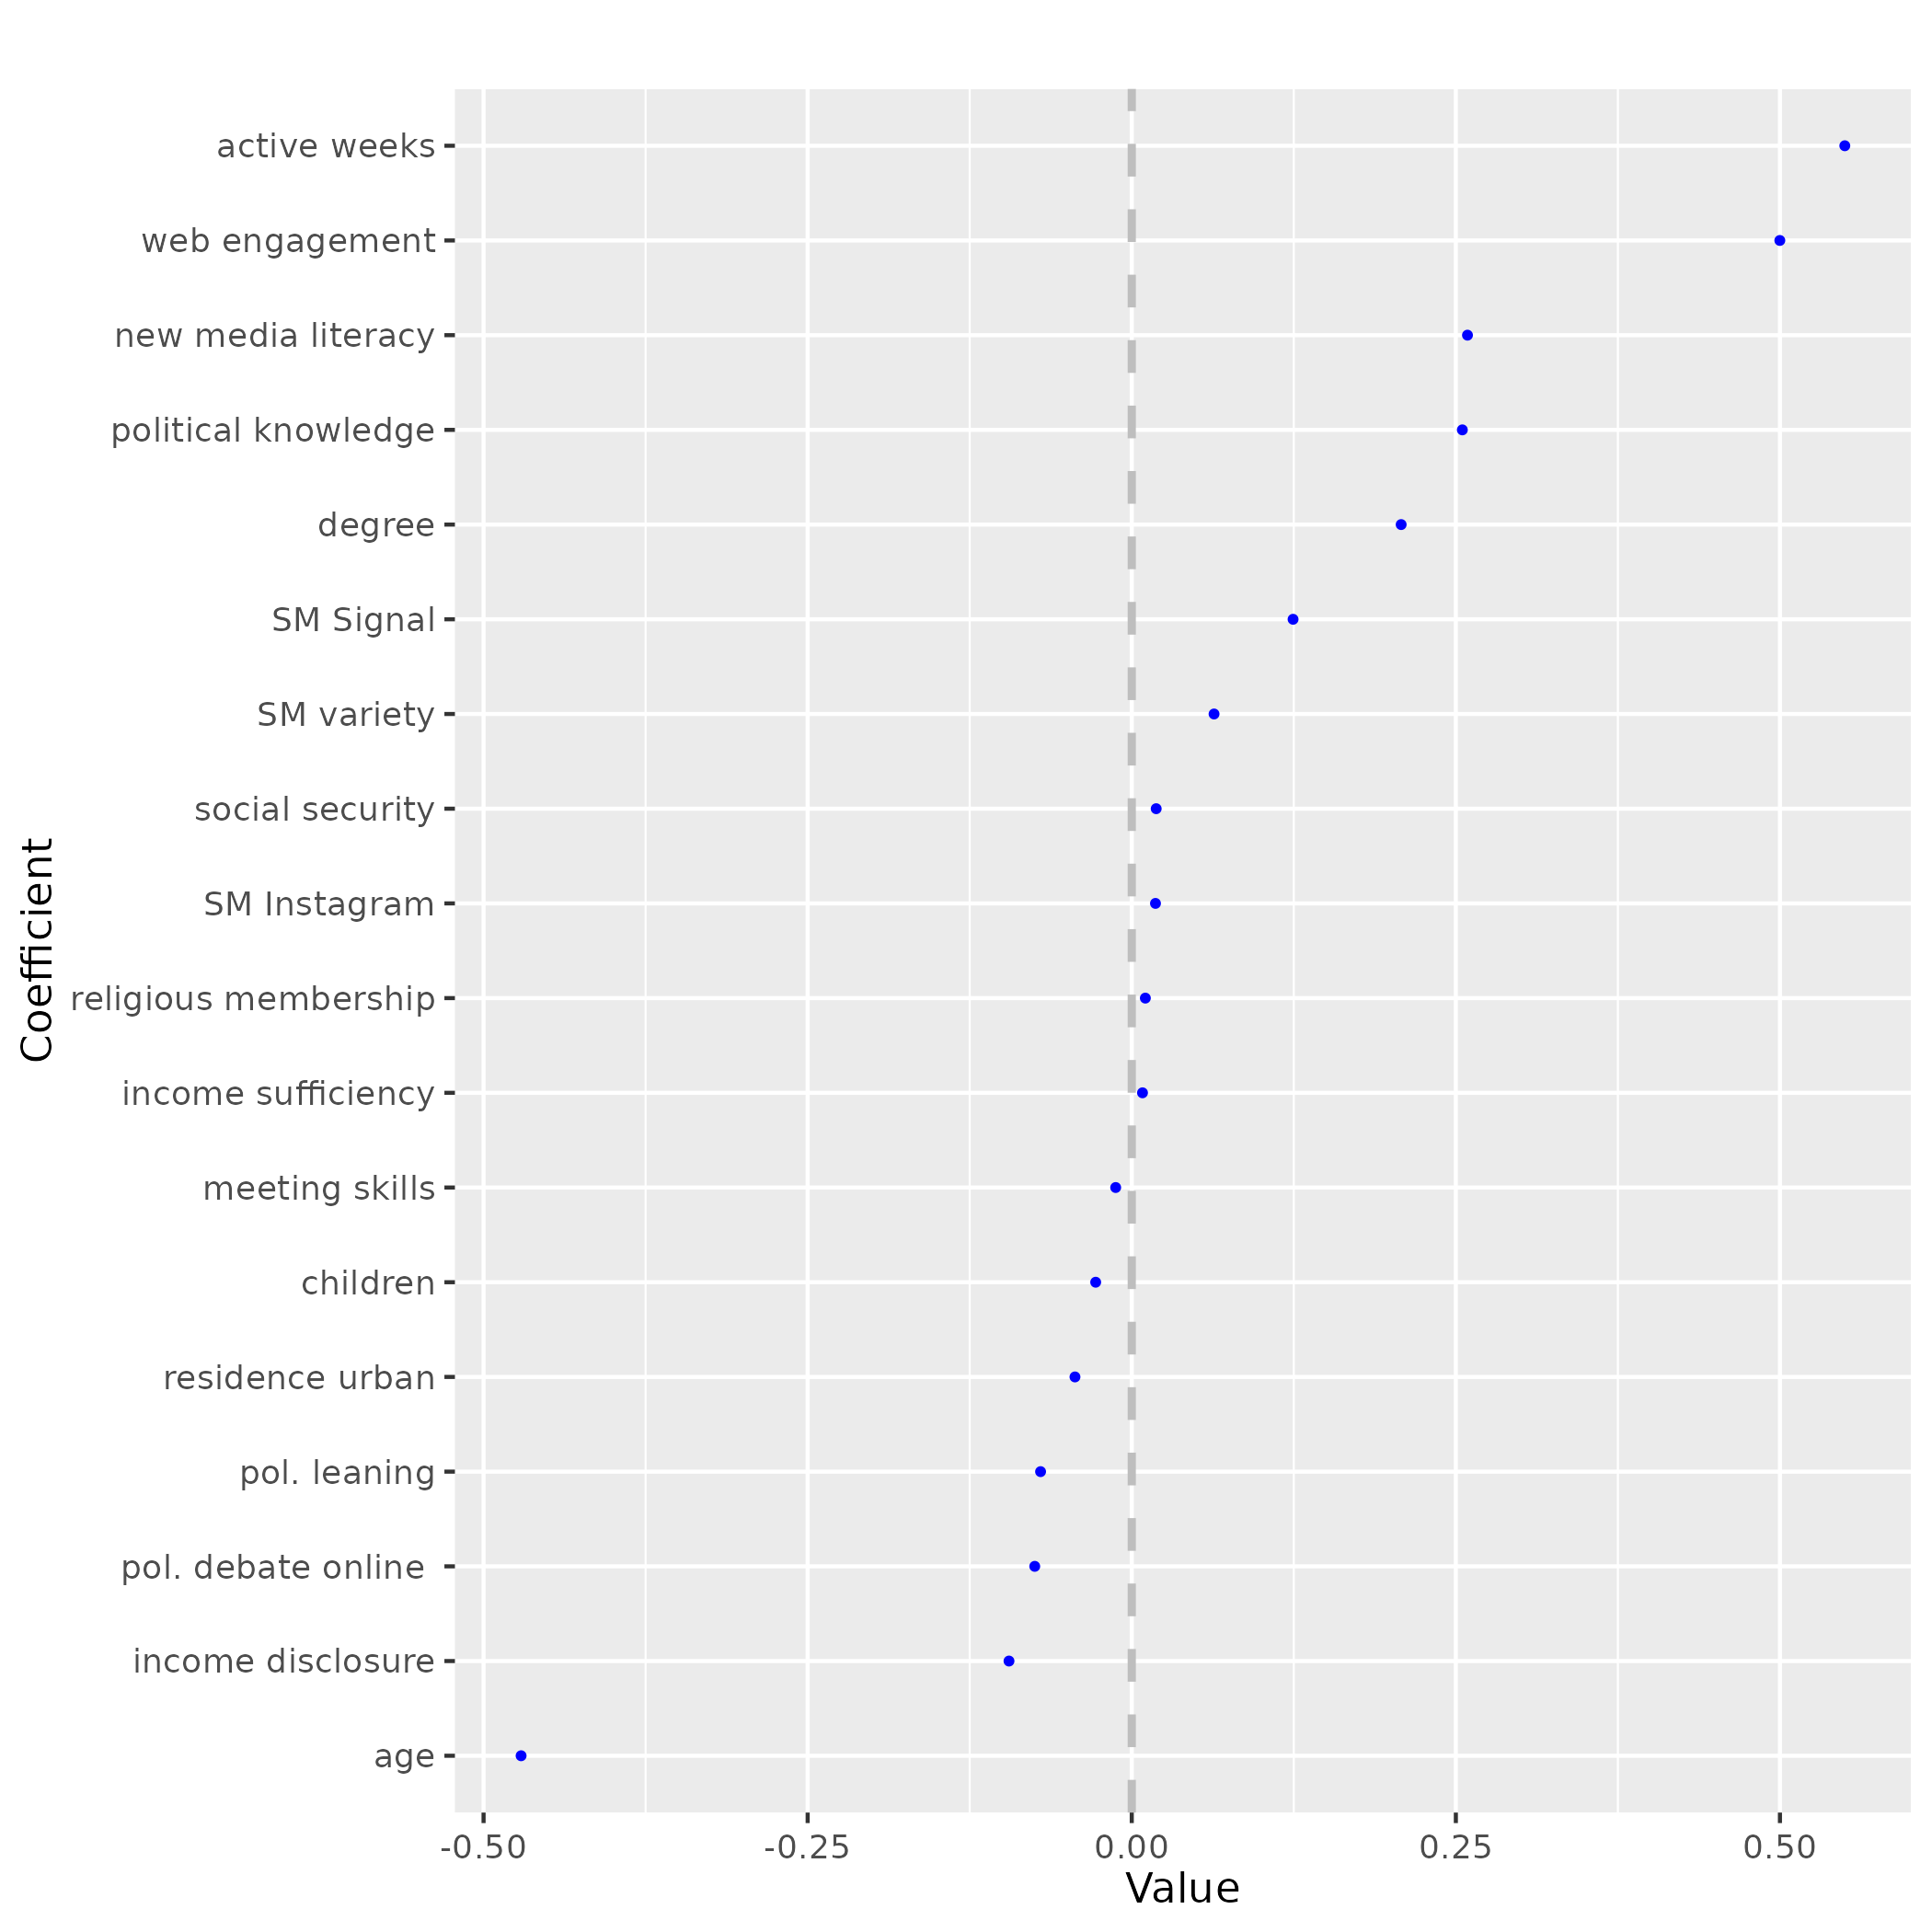 Coefficient
active weeks
web engagement
new media literacy
political knowledge
degree
SM Signal
SM variety
social security
SM Instagram
religious membership
income sufficiency
meeting skills
children
residence urban
pol. leaning
pol. debate online
income disclosure
age
-0.50 -0.25 0.00 0.25 0.50
Value